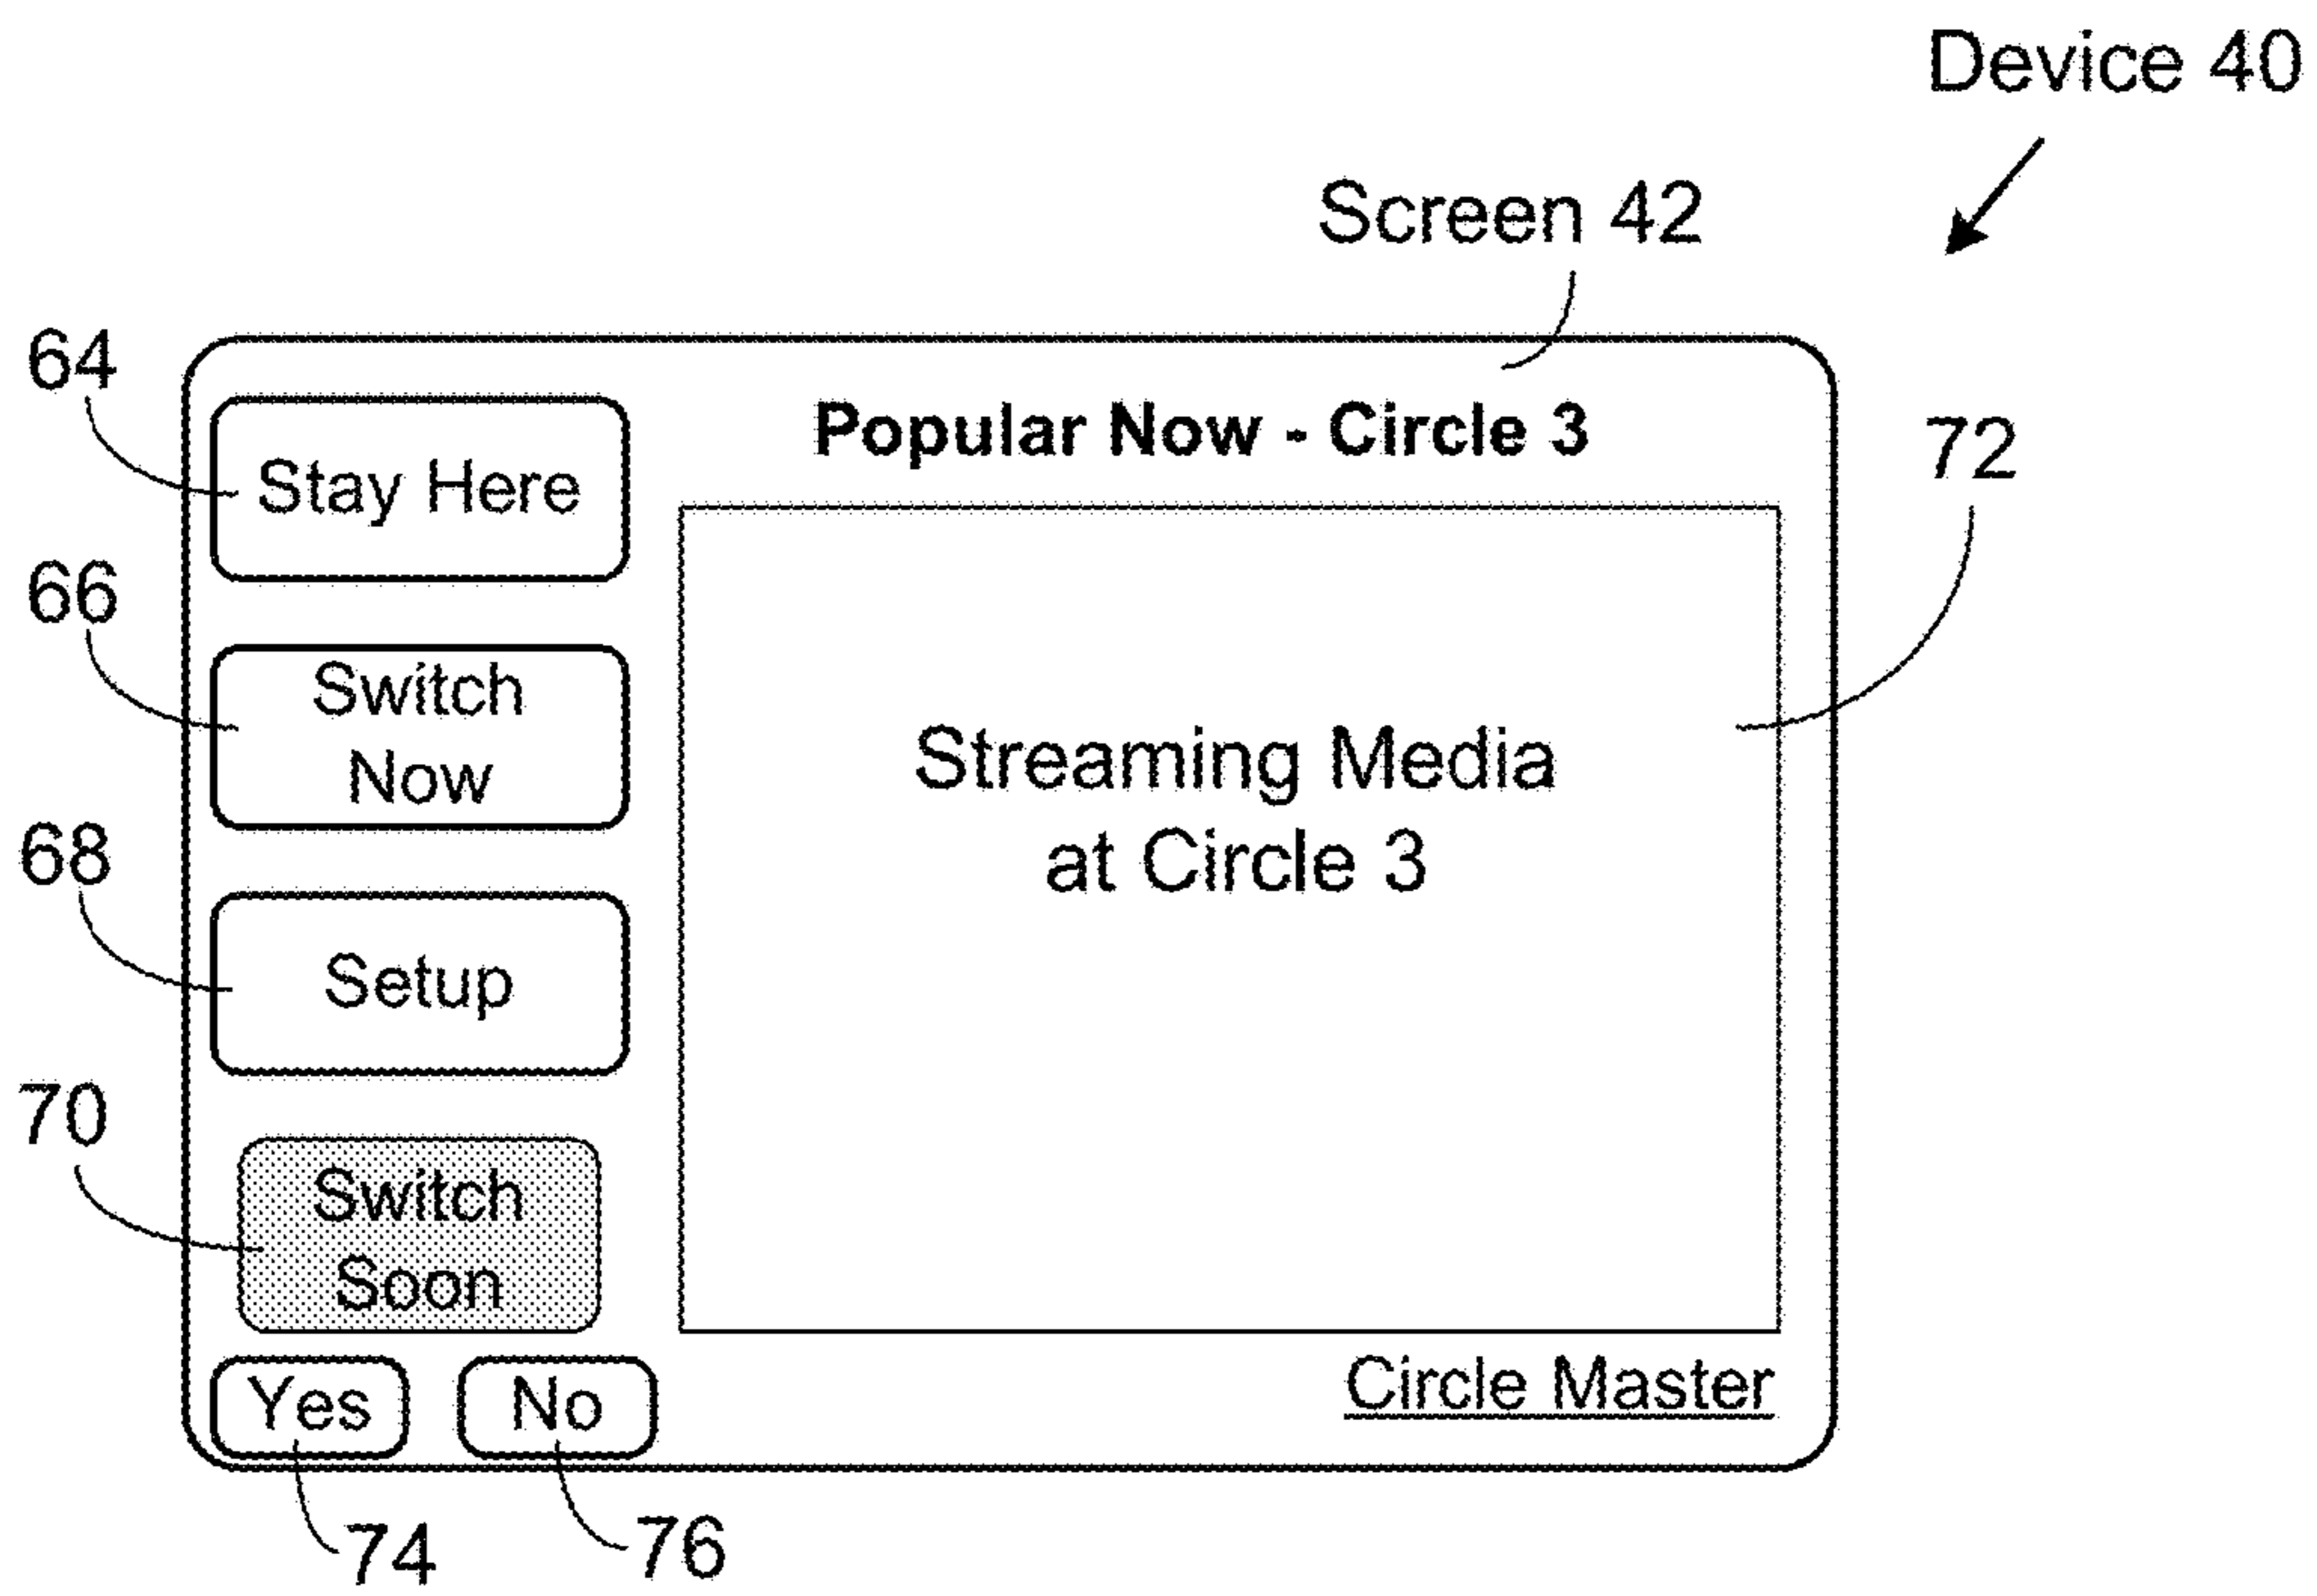 Device 40
Screen 42
64
Popular Now - Circle 3
72
Stay Here
66
Switch
Now
Streaming Media
at Circle 3
68
Setup
70
Switch
Soon
Circle Master
Yes
No
74
76